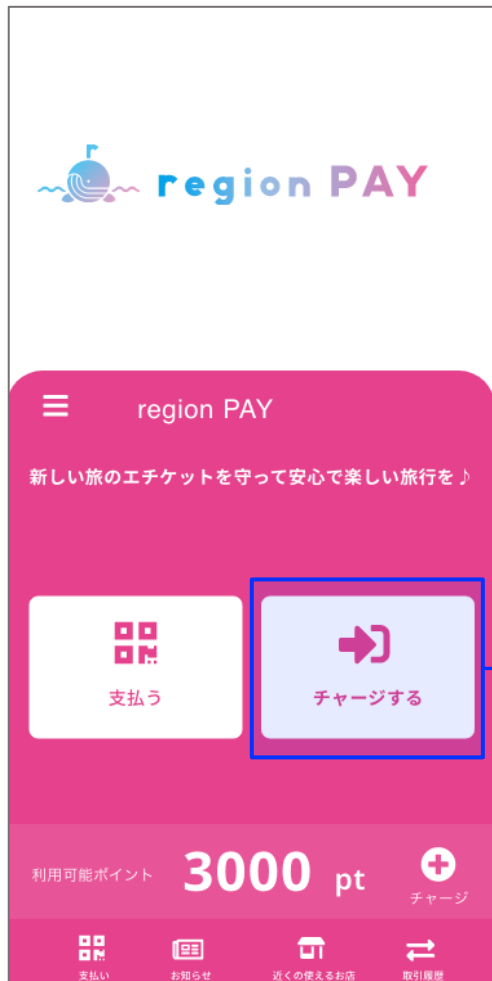 region PAY
region PAY
新しい旅のエチケットを守って安心で楽しい旅行を♪
支払う
チャージする
利用可能ポイント 3000 pt
チャージ
支払い お知らせ 近くの使えるお店 取引履歴